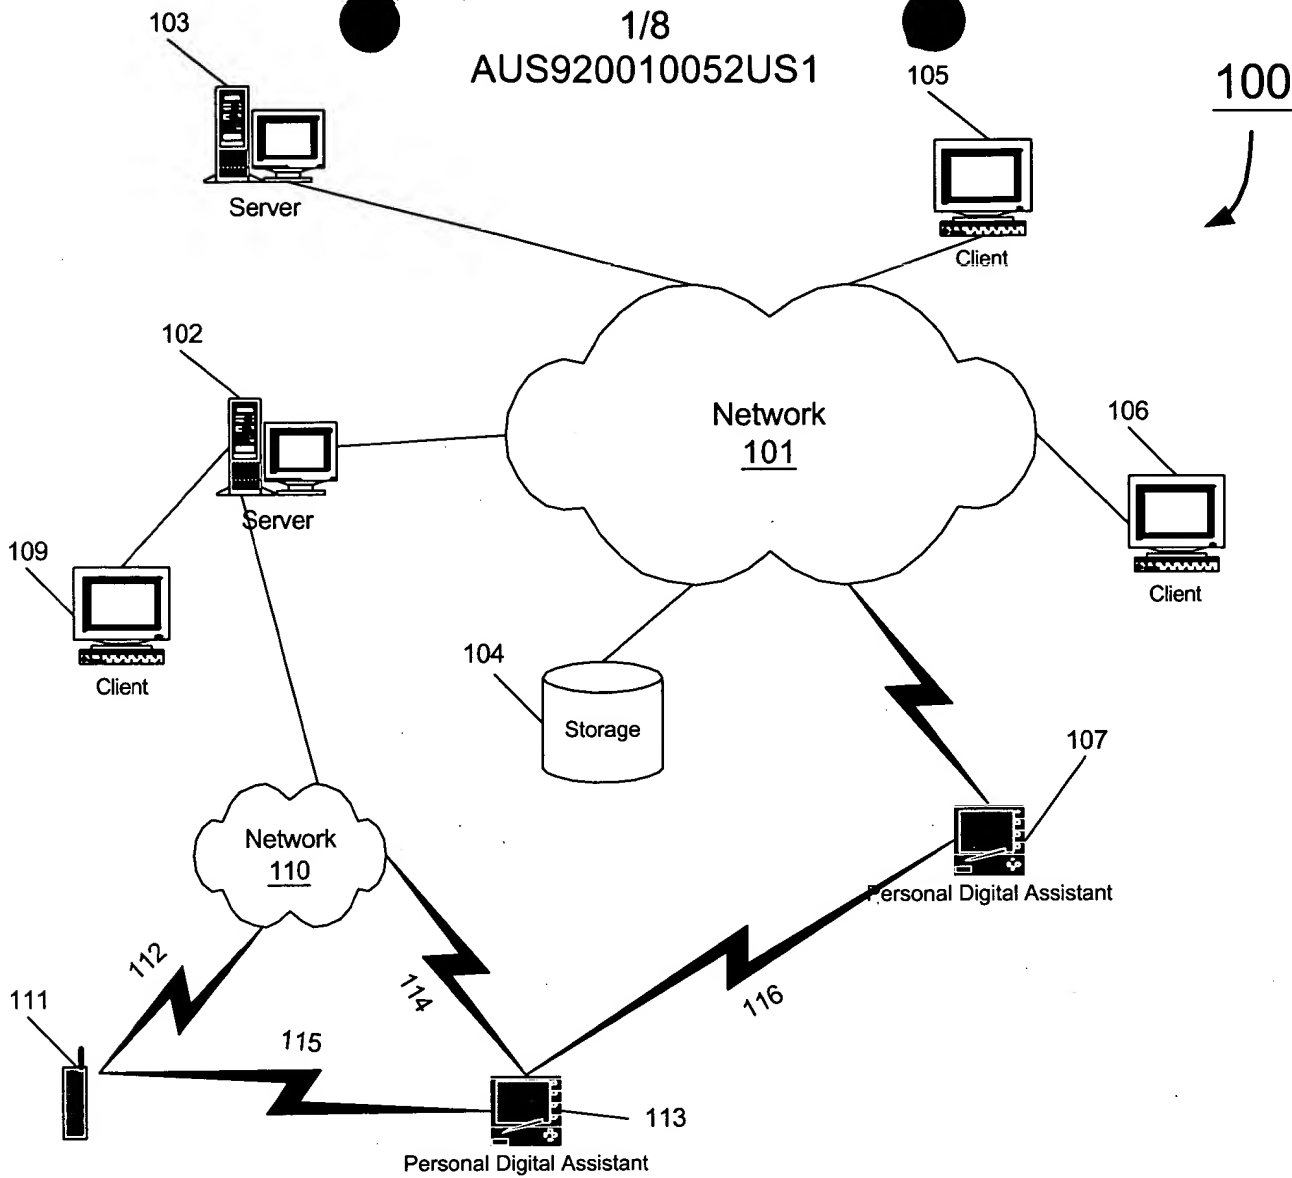 1/8
AUS920010052US1
103
105
100
Server
Client
102
Network
101
106
Server
109
Client
Client
104
Storage
107
Network
110
Personal Digital Assistant
112
114
116
111
115
113
Personal Digital Assistant